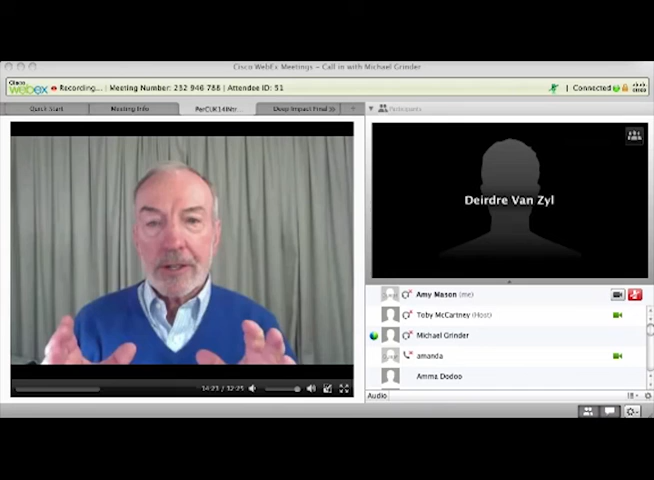 Cisco WebEx Meetings - Call in with Michael Grinder
Cisco
webex Recording... | Meeting Number: 232 946 788 | Attendee ID: 51
| Connected
Quick Start
Meeting Info
Deep Impact Final
Participants
Deirdre Van Zyl
Amy Mason (me)
Toby McCartney (Host)
Michael Grinder
amanda
Amma Dodoo
Audio